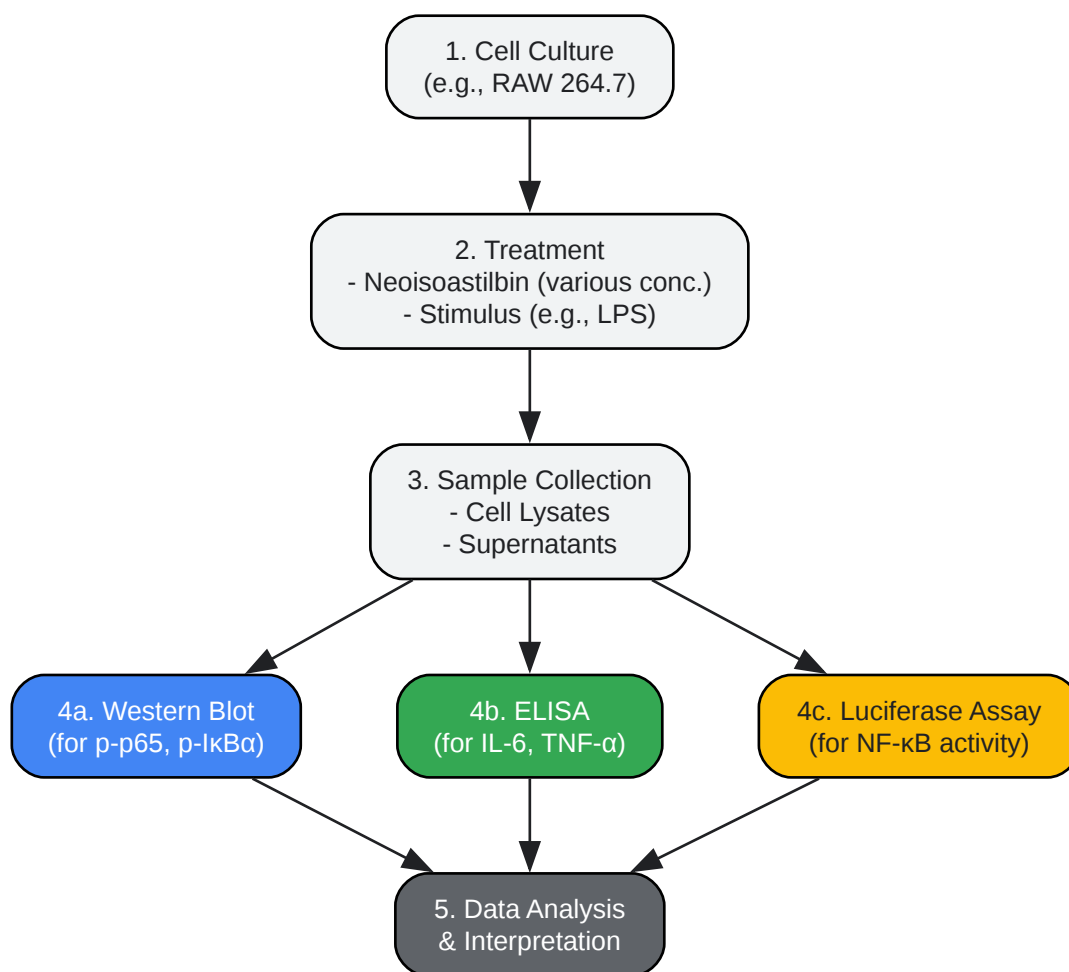 1. Cell Culture
(e.g., RAW 264.7)
2. Treatment
- Neoisoastilbin (various conc.)
- Stimulus (e.g., LPS)
3. Sample Collection
- Cell Lysates
- Supernatants
4a. Western Blot
(for p-p65, p-IκBα)
4b. ELISA
(for IL-6, TNF-α)
4c. Luciferase Assay
(for NF-κB activity)
5. Data Analysis
& Interpretation